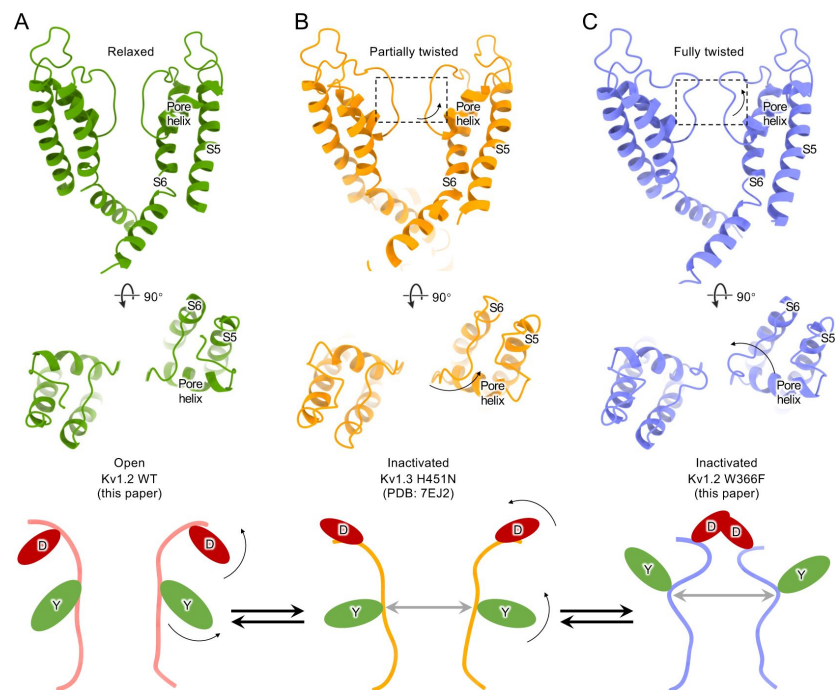 A
Relaxed
Pore
helix
S5
S6
90°
S6
S5
Pore
helix
Open
Kv1.2 WT
(this paper)
D
D
Y
Y
B
Partially twisted
Pore
helix
S5
S6
90°
S6
S5
Pore
helix
Inactivated
Kv1.3 H451N
(PDB: 7EJ2)
D
D
Y
Y
C
Fully twisted
Pore
helix
S5
S6
90°
S6
S5
Pore
helix
Inactivated
Kv1.2 W366F
(this paper)
D
D
Y
Y